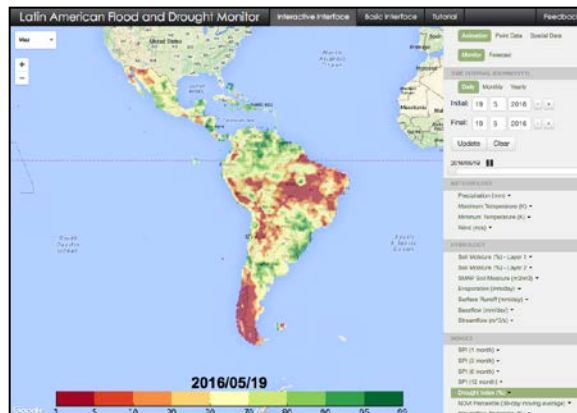 Latin American Flood and Drought Monitor
Interactive Interface
Basic Interface
Tutorial
Feedback
Animation
Point Data
Spatial Data
Monitor
Forecast
Daily
Monthly
Yearly
Initial:
19
5
2016
Final:
19
5
2016
Update
Clear
2016/05/19
Precipitation (mm)
Maximum Temperature (K)
Minimum Temperature (K)
Wind (m/s)
HYDROLOGY
Soil Moisture (%) - Layer 1
Soil Moisture (%) - Layer 2
SMAP Soil Moisture (m3/m3)
Evaporation (mm/day)
Surface Runoff (mm/day)
Baseflow (mm/day)
Streamflow (m^3/s)
INDICES
SPI (1 month)
SPI (3 month)
SPI (6 month)
SPI (12 month)
Drought Index (%)
NDVI Percentile (30-day moving average)
United States
2016/05/19
1
5
10
20
30
70
80
90
95
Google